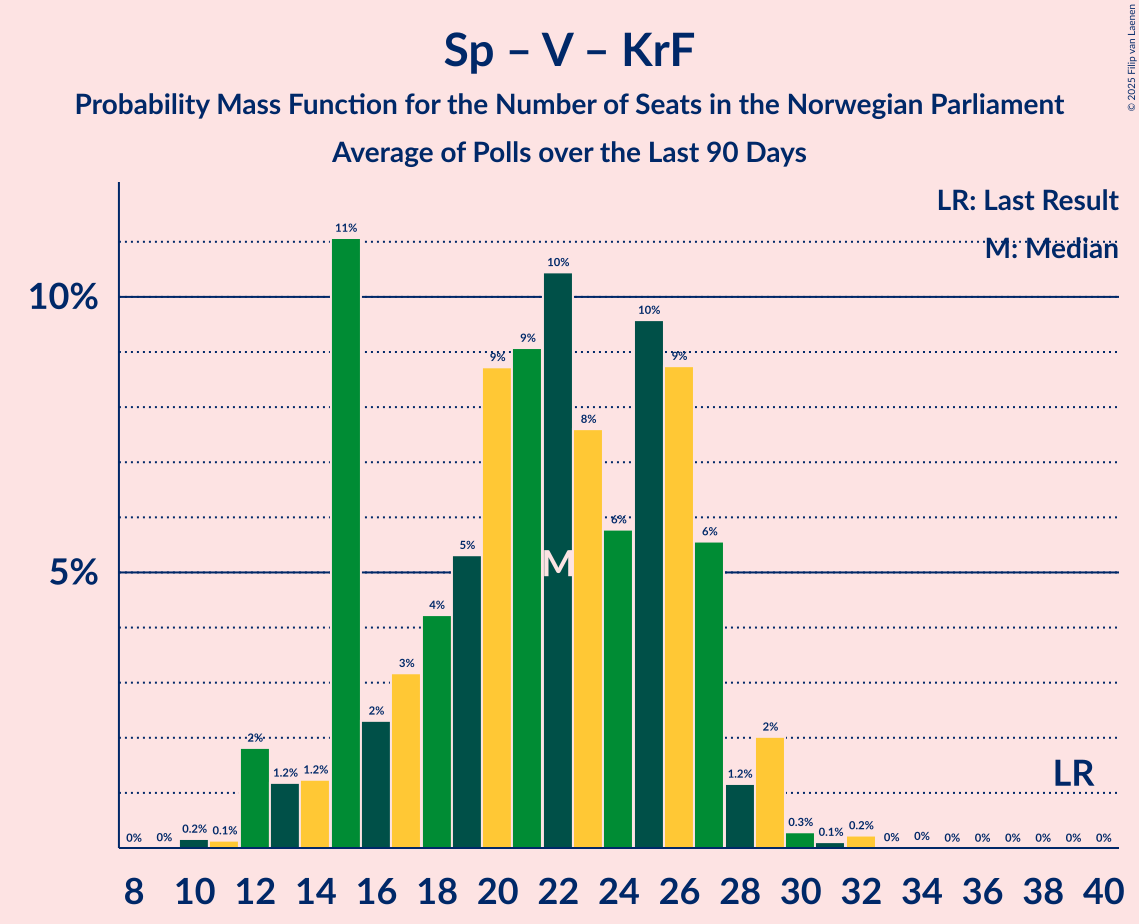 Sp – V – KrF
Probability Mass Function for the Number of Seats in the Norwegian Parliament
Average of Polls over the Last 90 Days
© 2025 Filip van Laenen
LR: Last Result
M: Median
10%
5%
0% 0% 0.2% 0.1% 2% 1.2% 1.2% 11% 2% 3% 4% 5% 9% 9% 10% 8% 6% 10% 9% 6% 1.2% 2% 0.3% 0.1% 0.2% 0% 0% 0% 0% 0% 0% 0% 0%
M
LR
8 10 12 14 16 18 20 22 24 26 28 30 32 34 36 38 40